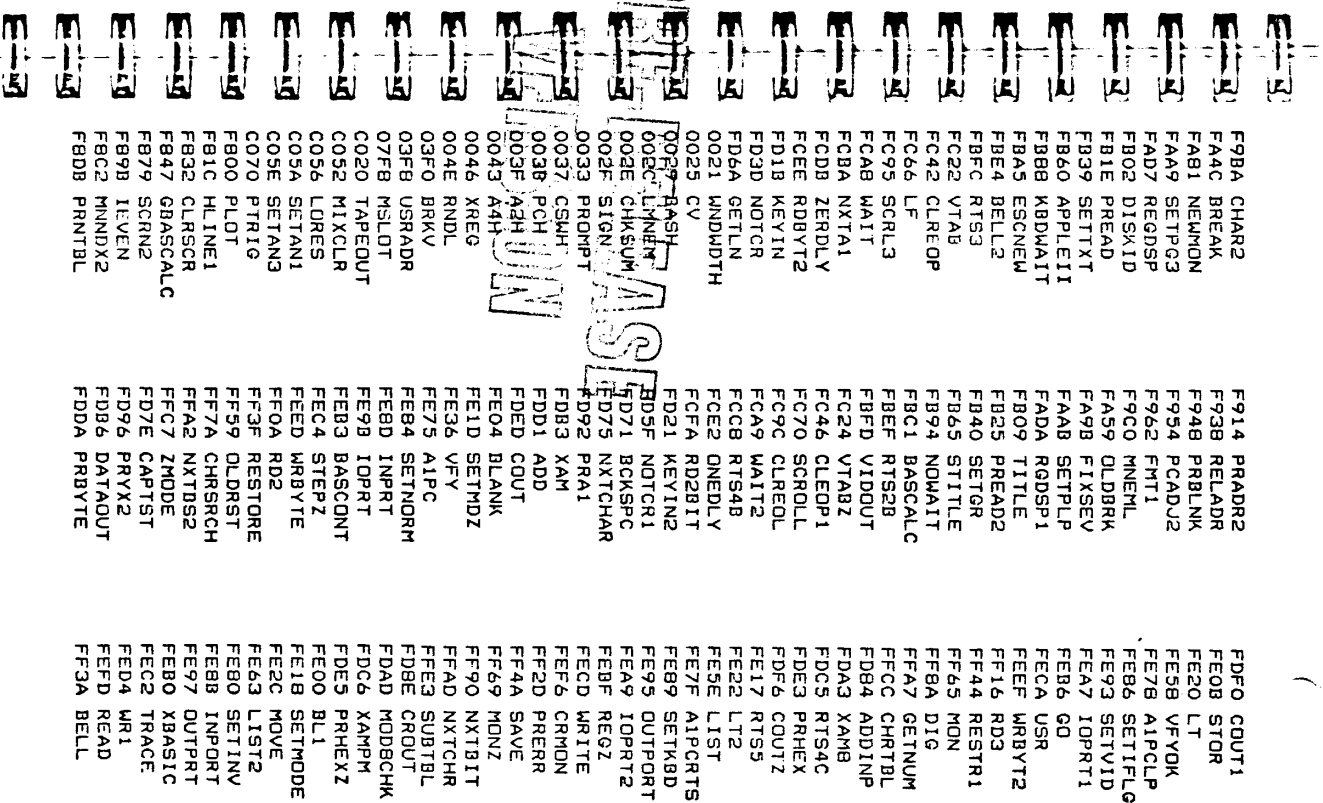 F9BA CHAR2
FA4C BREAK
FA81 NEWMON
FAA9 SETPG3
FAD7 REGDSP
FB02 DISKID
FB1E PREAD
FB39 SETTXT
FB60 APPLEII
FB88 KBDWAIT
FBA5 ESCNEW
FBE4 BELL2
FBFC RTS3
FC22 VTAB
FC42 CLREOP
FC66 LF
FC95 SCRL3
FCA8 WAIT
FCBA NXTA1
FCDB ZERDLY
FCEE RDBYT2
FD1B KEYIN
FD3D NOTCR
FD6A GETLN
0021 WNDWDTH
0025 CV
0029 BASH
002C LMNEM
002E CHKSUM
002F SIGN
0033 PROMPT
0037 CSWH
003B PCH
003F A2H
0043 A4H
0046 XREG
004E RNDL
03F0 BRKV
03F8 USRADR
07F8 MSLOT
C020 TAPEOUT
C052 MIXCLR
C056 LORES
C05A SETAN1
C05E SETAN3
C070 PTRIG
F800 PLOT
F81C HLINE1
F832 CLRSCR
F847 GBASCALC
F879 SCRN2
F89B IEVEN
F8C2 MNNDX2
F8DB PRNTBL
F914 PRADR2
F938 RELADR
F948 PRBLNK
F954 PCADJ2
F962 FMT1
F9C0 MNEML
FA59 OLDBRK
FA9B FIXSEV
FAAB SETPLP
FADA RGDSP1
FB09 TITLE
FB25 PREAD2
FB40 SETGR
FB65 STITLE
FB94 NOWAIT
FBC1 BASCALC
FBEF RTS2B
FBFD VIDOUT
FC24 VTABZ
FC46 CLEOP1
FC70 SCROLL
FC9C CLREOL
FCA9 WAIT2
FCC8 RTS4B
FCE2 ONEDLY
FCFA RD2BIT
FD21 KEYIN2
FD5F NOTCR1
FD71 BCKSPC
FD75 NXTCHAR
FD92 PRA1
FDB3 XAM
FDD1 ADD
FDED COUT
FE04 BLANK
FE1D SETMDZ
FE36 VFY
FE75 A1PC
FE84 SETNORM
FE8D INPRT
FE9B IOPRT
FEB3 BASCONT
FEC4 STEPZ
FEED WRBYTE
FF0A RD2
FF3F RESTORE
FF59 OLDRST
FF7A CHRSRCH
FFA2 NXTBS2
FFC7 ZMODE
FD7E CAPTST
FD96 PRYX2
FDB6 DATAOUT
FDDA PRBYTE
FDF0 COUT1
FE0B STOR
FE20 LT
FE58 VFYOK
FE78 A1PCLP
FE86 SETIFLG
FE93 SETVID
FEA7 IOPRT1
FEB6 GO
FECA USR
FEEF WRBYT2
FF16 RD3
FF44 RESTR1
FF65 MON
FF8A DIG
FFA7 GETNUM
FFCC CHRTBL
FD84 ADDINP
FDA3 XAM8
FDC5 RTS4C
FDE3 PRHEX
FDF6 COUTZ
FE17 RTS5
FE22 LT2
FE5E LIST
FE7F A1PCRTS
FE89 SETKBD
FE95 OUTPORT
FEA9 IOPRT2
FEBF REGZ
FECD WRITE
FEF6 CRMON
FF2D PRERR
FF4A SAVE
FF69 MONZ
FF90 NXTBIT
FFAD NXTCHR
FFE3 SUBTBL
FD8E CROUT
FDAD MOD8CHK
FDC6 XAMPM
FDE5 PRHEXZ
FE00 BL1
FE18 SETMODE
FE2C MOVE
FE63 LIST2
FE80 SETINV
FE8B INPORT
FE97 OUTPRT
FEB0 XBASIC
FEC2 TRACE
FED4 WR1
FEFD READ
FF3A BELL